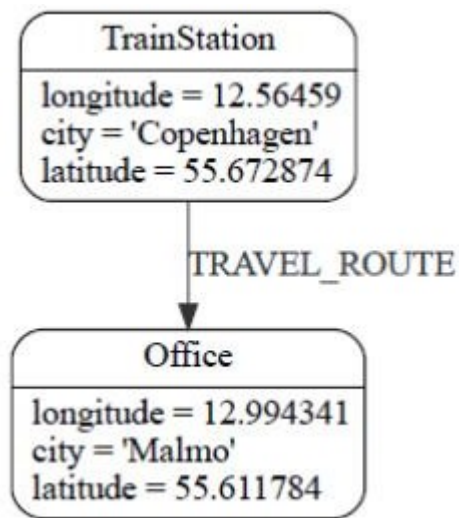 TrainStation
longitude = 12.56459
city = 'Copenhagen'
latitude = 55.672874
TRAVEL_ROUTE
Office
longitude = 12.994341
city = 'Malmo'
latitude = 55.611784